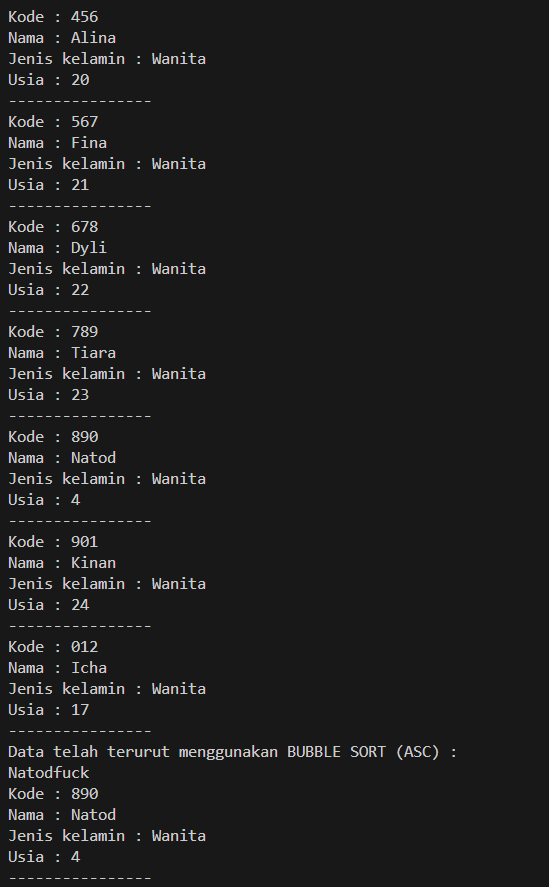 Kode : 456
Nama : Alina
Jenis kelamin : Wanita
Usia : 20
----------------
Kode : 567
Nama : Fina
Jenis kelamin : Wanita
Usia : 21
----------------
Kode : 678
Nama : Dyli
Jenis kelamin : Wanita
Usia : 22
----------------
Kode : 789
Nama : Tiara
Jenis kelamin : Wanita
Usia : 23
----------------
Kode : 890
Nama : Natod
Jenis kelamin : Wanita
Usia : 4
----------------
Kode : 901
Nama : Kinan
Jenis kelamin : Wanita
Usia : 24
----------------
Kode : 012
Nama : Icha
Jenis kelamin : Wanita
Usia : 17
----------------
Data telah terurut menggunakan BUBBLE SORT (ASC) :
Natodfuck
Kode : 890
Nama : Natod
Jenis kelamin : Wanita
Usia : 4
----------------